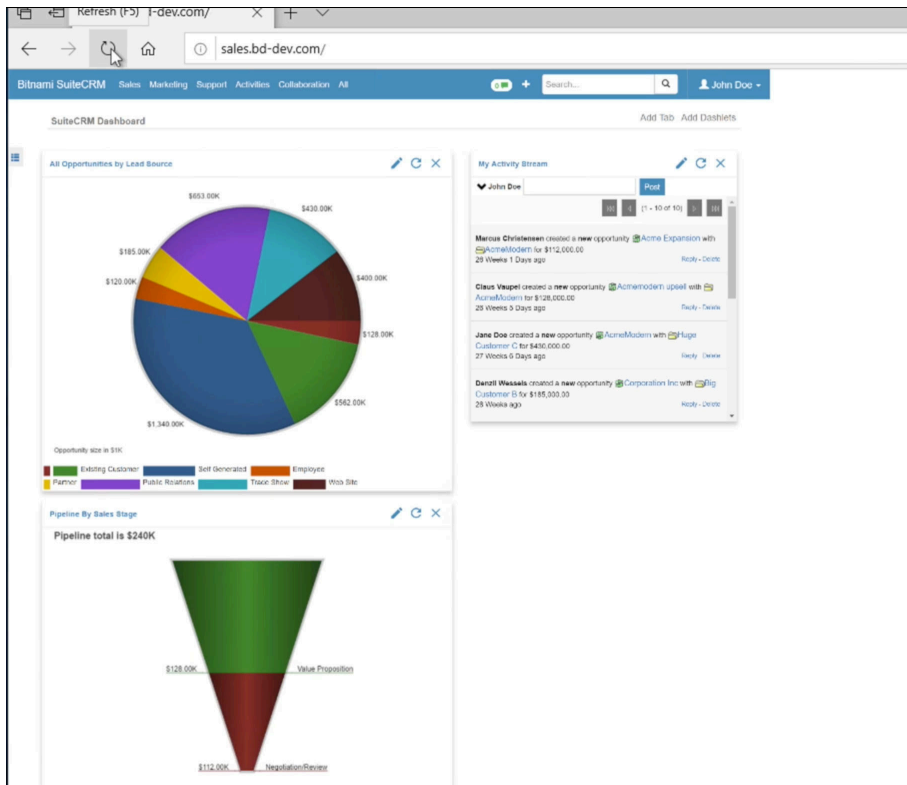 Refresh (F5) l-dev.com/
sales.bd-dev.com/
Bitnami SuiteCRM Sales Marketing Support Activities Collaboration All 0 + Search... John Doe
SuiteCRM Dashboard Add Tab Add Dashlets
All Opportunities by Lead Source
$653.00K
$430.00K
$185.00K
$120.00K
$400.00K
$128.00K
$562.00K
$1,340.00K
Opportunity size in $1K
Existing Customer Self Generated Employee
Partner Public Relations Trade Show Web Site
My Activity Stream
John Doe Post
(1 - 10 of 10)
Marcus Christensen created a new opportunity Acme Expansion with
AcmeModern for $112,000.00
29 Weeks 1 Days ago Reply - Delete
Claus Vaupel created a new opportunity Acmemodern upsell with
AcmeModern for $128,000.00
28 Weeks 5 Days ago Reply - Delete
Jane Doe created a new opportunity AcmeModern with Huge
Customer C for $430,000.00
27 Weeks 6 Days ago Reply - Delete
Denzil Wessels created a new opportunity Corporation Inc with Big
Customer B for $185,000.00
28 Weeks ago Reply - Delete
Pipeline By Sales Stage
Pipeline total is $240K
$128.00K Value Proposition
$112.00K Negotiation/Review